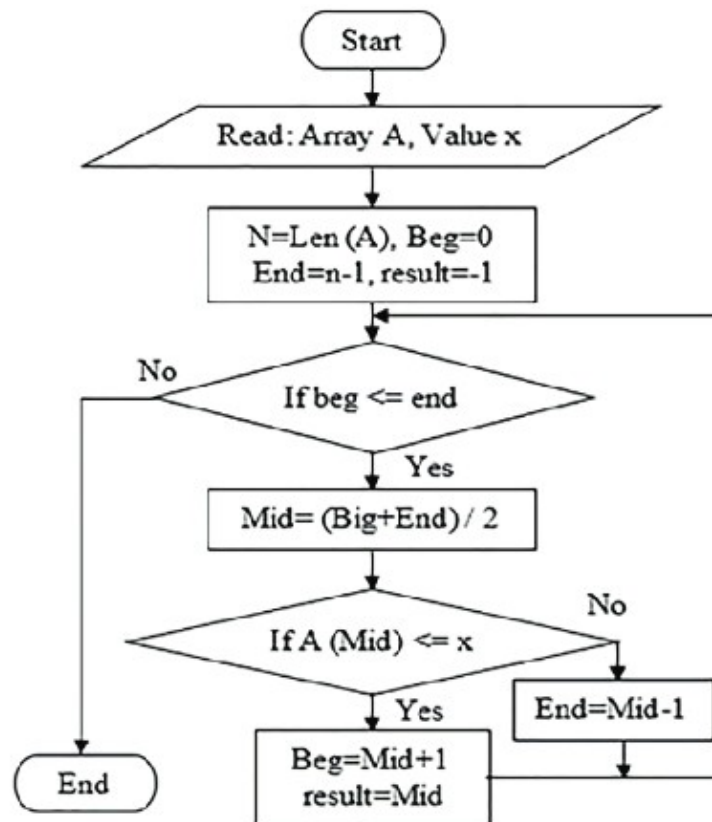 Start
Read: Array A, Value x
N=Len (A), Beg=0
End=n-1, result=-1
No
If beg <= end
Yes
Mid= (Big+End) / 2
No
If A (Mid) <= x
Yes
End=Mid-1
Beg=Mid+1
result=Mid
End